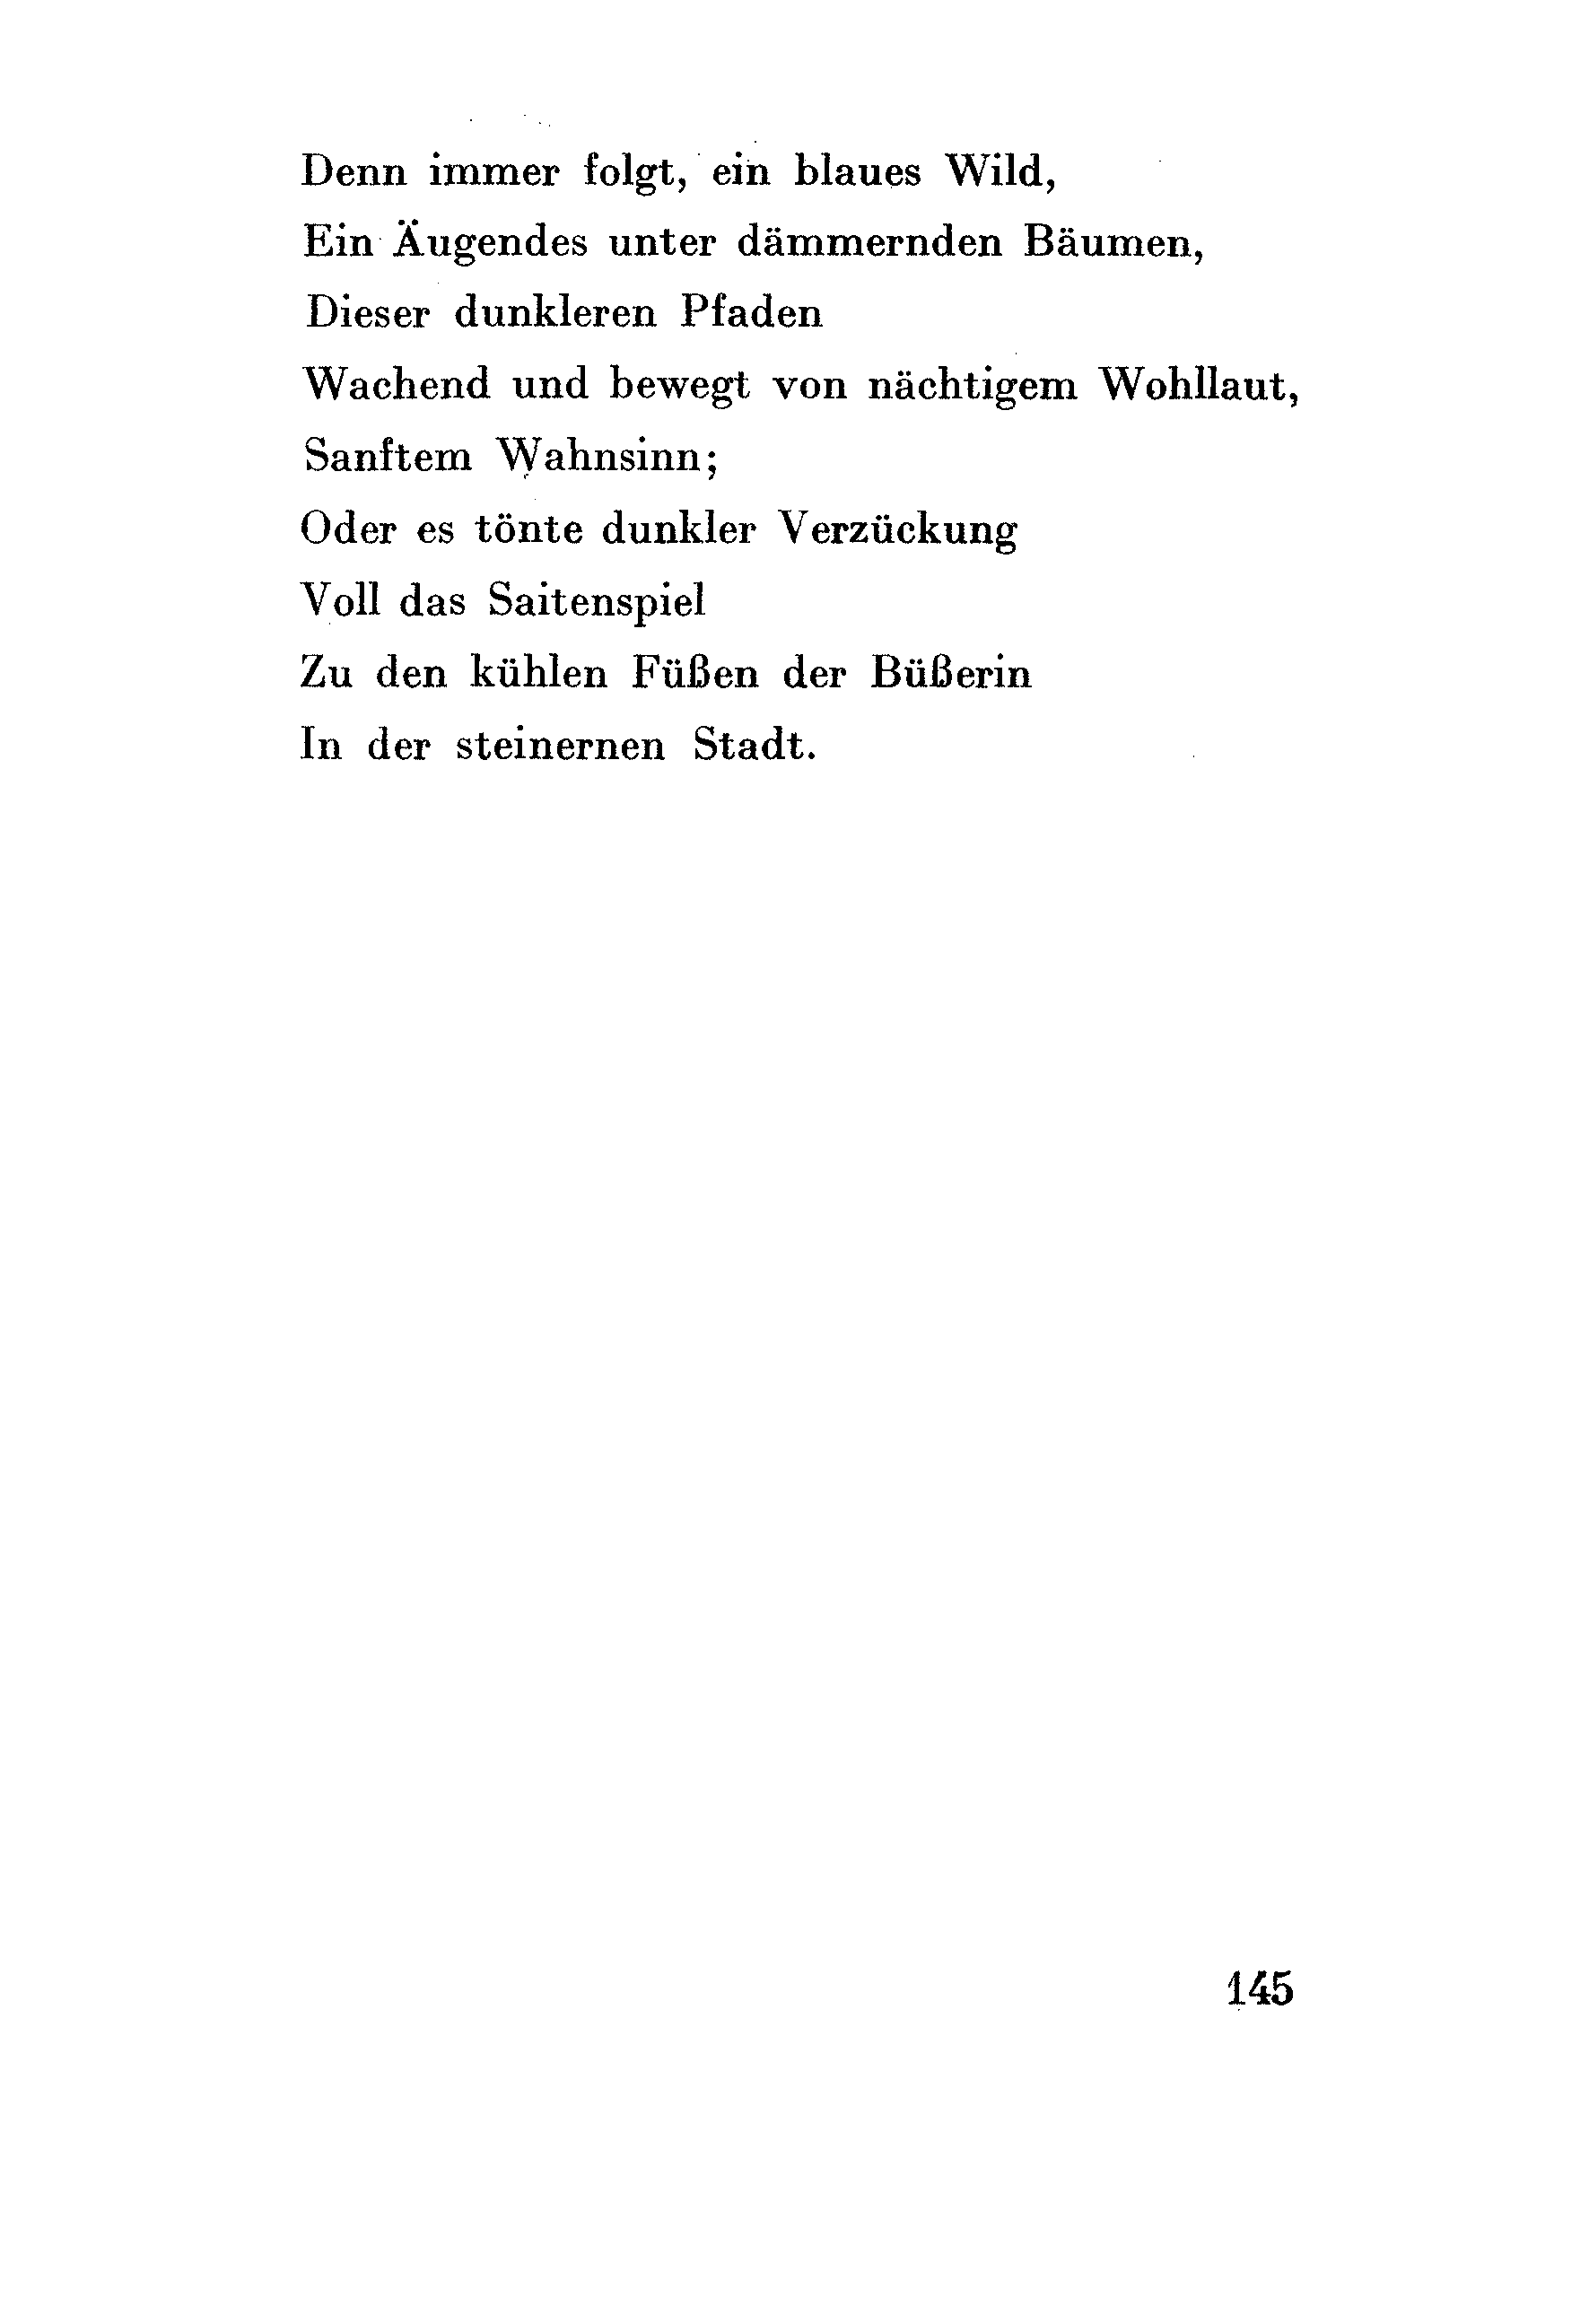 Denn immer folgt, ein blaues Wild,
Ein Äugendes unter dämmernden Bäumen,
Dieser dunkleren Pfaden
Wachend und bewegt von nächtigem Wohllaut,
Sanftem Wahnsinn;
Oder es tönte dunkler Verzückung
Voll das Saitenspiel
Zu den kühlen Füßen der Büßerin
In der steinernen Stadt.
145